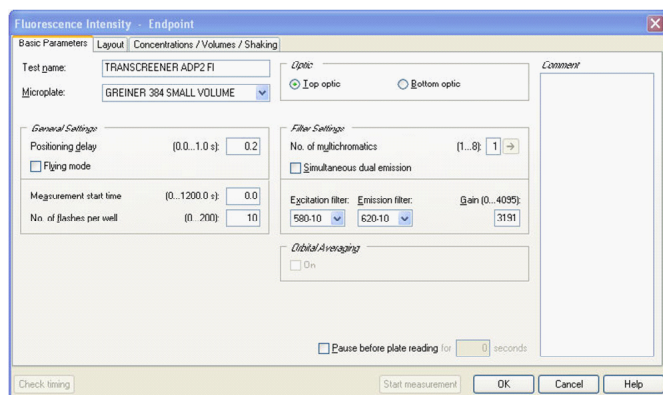 Fluorescence Intensity - Endpoint
Basic Parameters Layout Concentrations / Volumes / Shaking
Test name: TRANSCREENER ADP2 FI
Microplate: GREINER 384 SMALL VOLUME
Optic
Top optic Bottom optic
Comment
General Settings
Positioning delay (0.0...1.0 s): 0.2
Flying mode
Measurement start time (0...1200.0 s): 0.0
No. of flashes per well (0...200): 10
Filter Settings
No. of multichromatics (1...8): 1
Simultaneous dual emission
Excitation filter: Emission filter: Gain (0...4095):
580-10 620-10 3191
Orbital Averaging
On
Pause before plate reading for 0 seconds
Check timing Start measurement OK Cancel Help